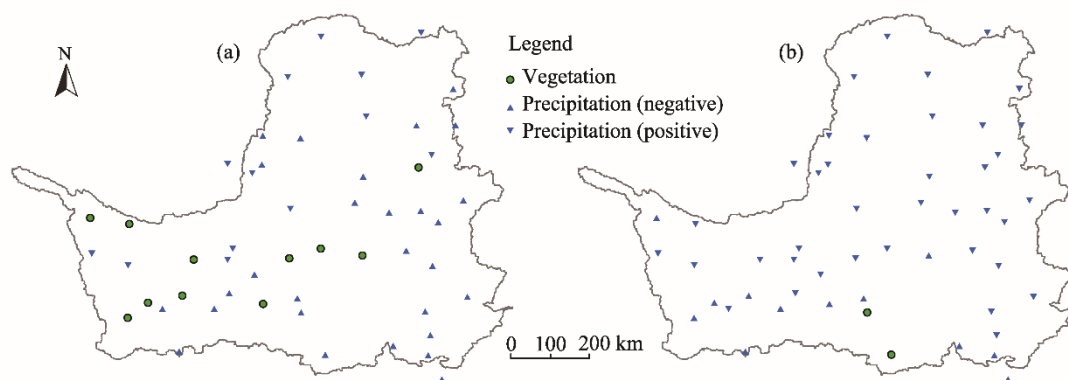 N
(a)
Legend
Vegetation
Precipitation (negative)
Precipitation (positive)
(b)
0 100 200 km